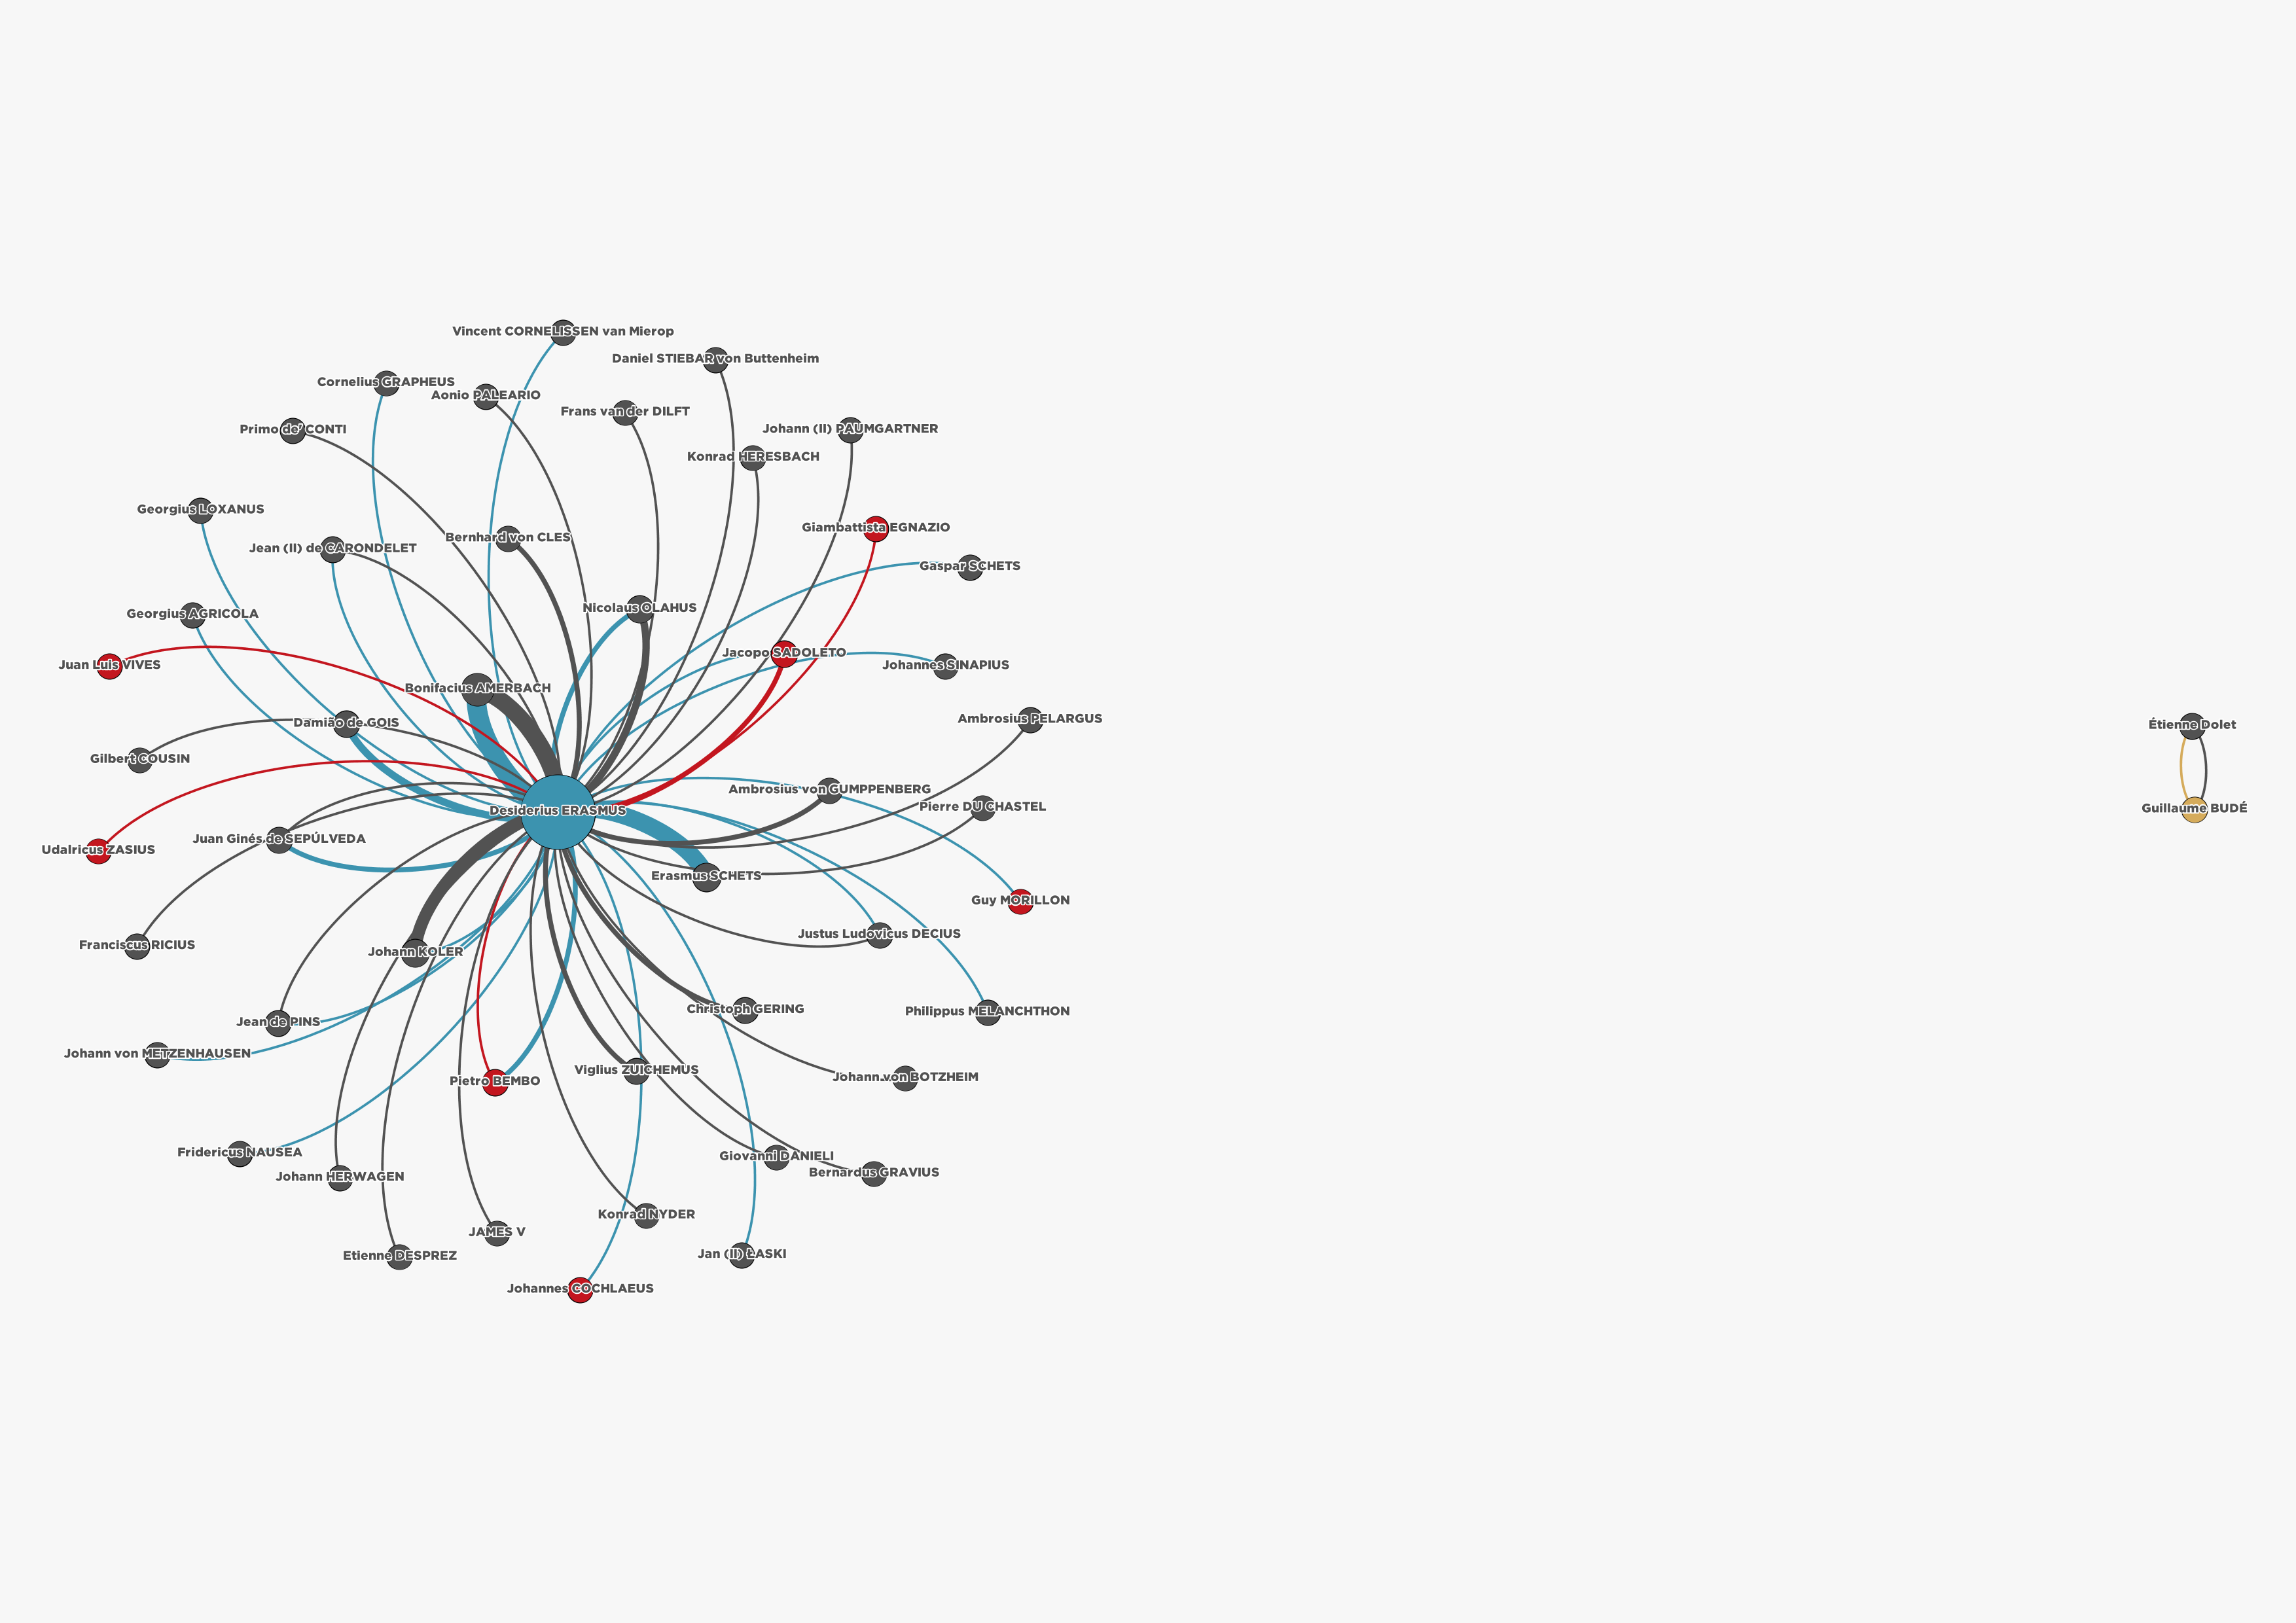 Vincent CORNELISSEN van Mierop
Daniel STIEBAR von Buttenheim
Cornelius GRAPHEUS
Aonio PALEARIO
Frans van der DILFT
Primo de' CONTI
Johann (II) PAUMGARTNER
Konrad HERESBACH
Georgius LOXANUS
Giambattista EGNAZIO
Bernhard von CLES
Jean (II) de CARONDELET
Gaspar SCHETS
Nicolaus OLAHUS
Georgius AGRICOLA
Jacopo SADOLETO
Juan Luis VIVES
Johannes SINAPIUS
Bonifacius AMERBACH
Ambrosius PELARGUS
Damião de GOIS
Étienne Dolet
Gilbert COUSIN
Ambrosius von GUMPPENBERG
Pierre DU CHASTEL
Guillaume BUDÉ
Desiderius ERASMUS
Juan Ginés de SEPÚLVEDA
Udalricus ZASIUS
Erasmus SCHETS
Guy MORILLON
Justus Ludovicus DECIUS
Franciscus RICIUS
Johann KOLER
Christoph GERING
Philippus MELANCHTHON
Jean de PINS
Johann von METZENHAUSEN
Viglius ZUICHEMUS
Johann von BOTZHEIM
Pietro BEMBO
Fridericus NAUSEA
Giovanni DANIELI
Bernardus GRAVIUS
Johann HERWAGEN
Konrad NYDER
JAMES V
Jan (II) ŁASKI
Etienne DESPREZ
Johannes COCHLAEUS